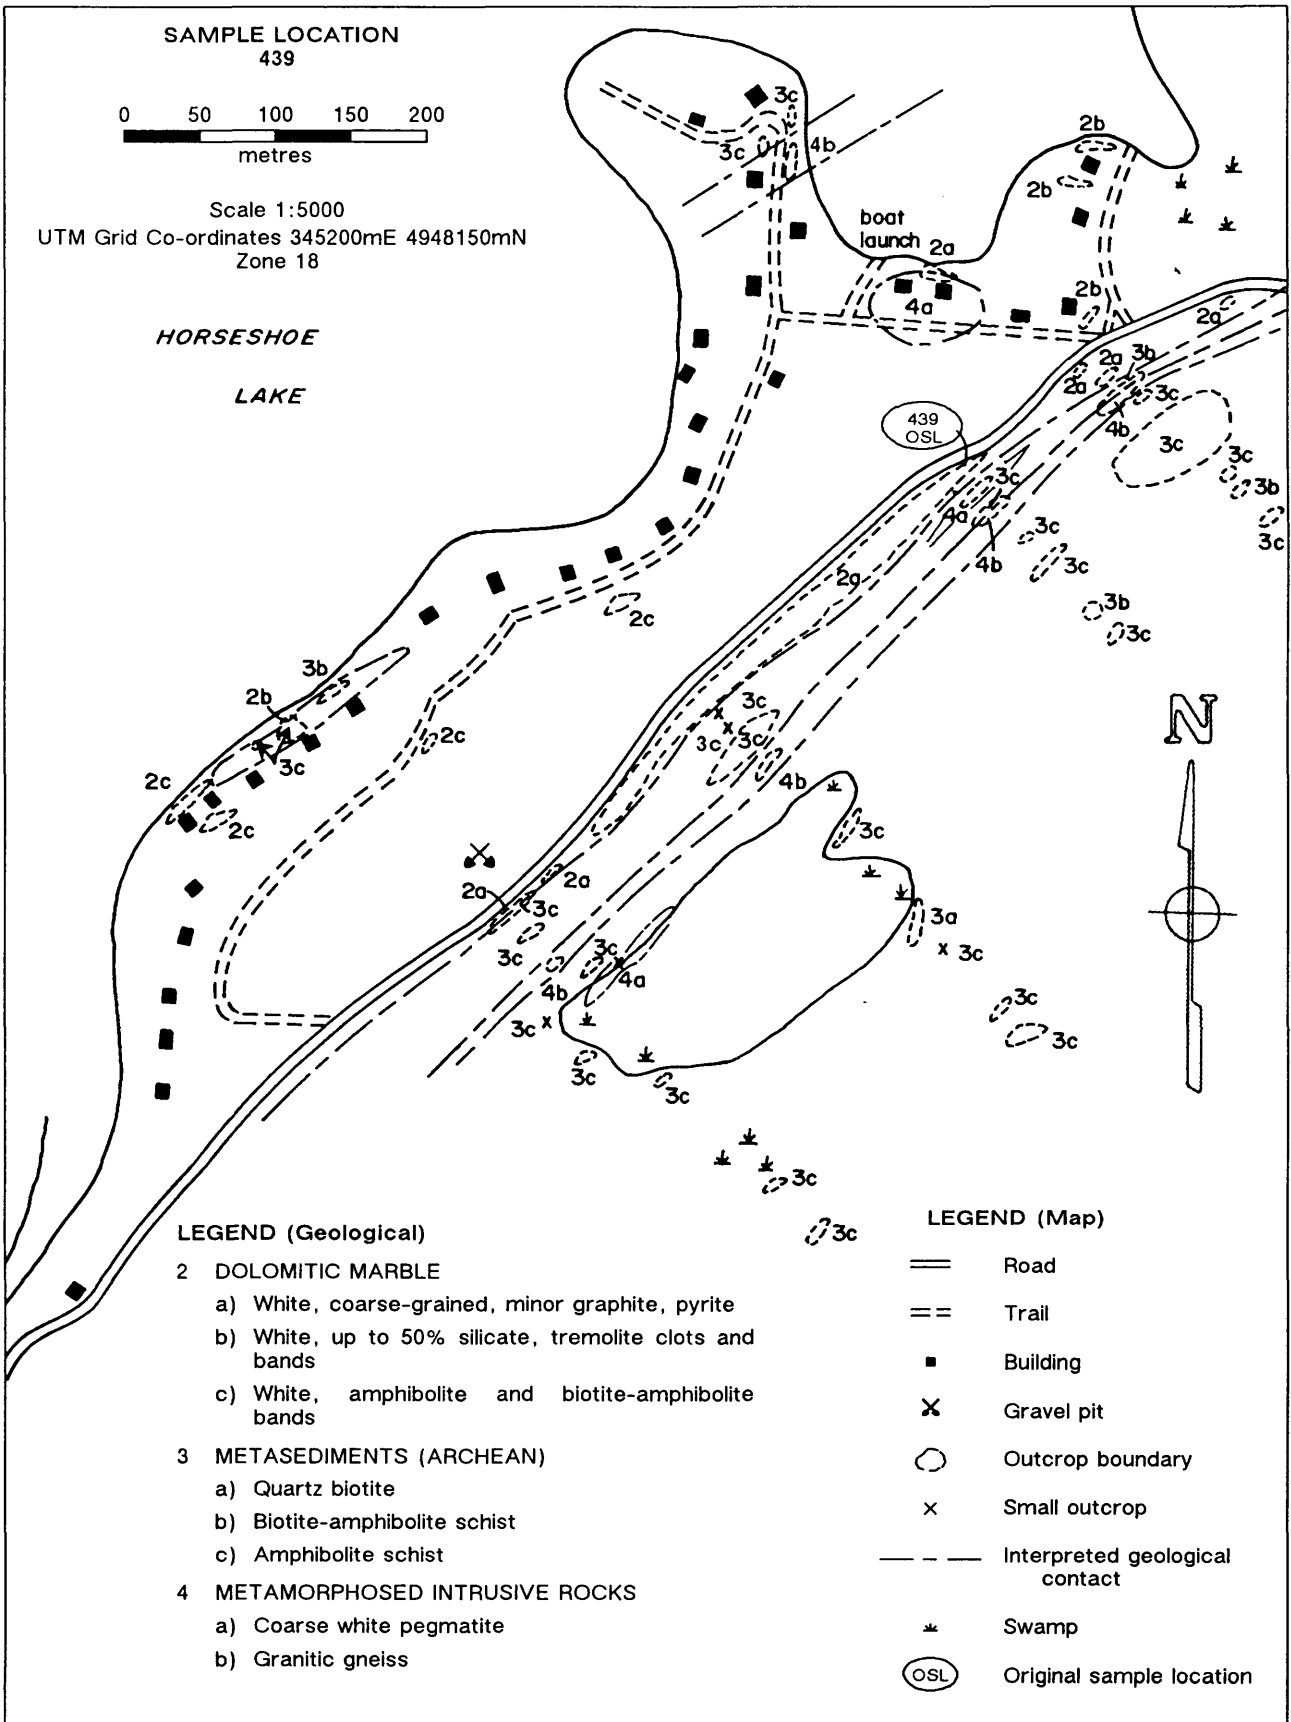 SAMPLE LOCATION
439
0 50 100 150 200
metres
Scale 1:5000
UTM Grid Co-ordinates 345200mE 4948150mN
Zone 18
HORSESHOE
LAKE
3c
3c
4b
2b
2b
boat
launch
2a
4a
2b
2a
2a
3b
2a
3c
4b
3c
439
OSL
3c
3c
3b
3c
4a
4b
3c
3c
2a
3b
3c
2c
3b
2b
3c
2c
2c
2c
3c
3c
3c
4b
3c
2a
2a
3c
3c
3c
4b
4a
3c
3a
3c
3c
3c
3c
3c
3c
3c
N
LEGEND (Geological)
2 DOLOMITIC MARBLE
a) White, coarse-grained, minor graphite, pyrite
b) White, up to 50% silicate, tremolite clots and
bands
c) White, amphibolite and biotite-amphibolite
bands
3 METASEDIMENTS (ARCHEAN)
a) Quartz biotite
b) Biotite-amphibolite schist
c) Amphibolite schist
4 METAMORPHOSED INTRUSIVE ROCKS
a) Coarse white pegmatite
b) Granitic gneiss
LEGEND (Map)
Road
Trail
Building
Gravel pit
Outcrop boundary
Small outcrop
Interpreted geological
contact
Swamp
OSL Original sample location